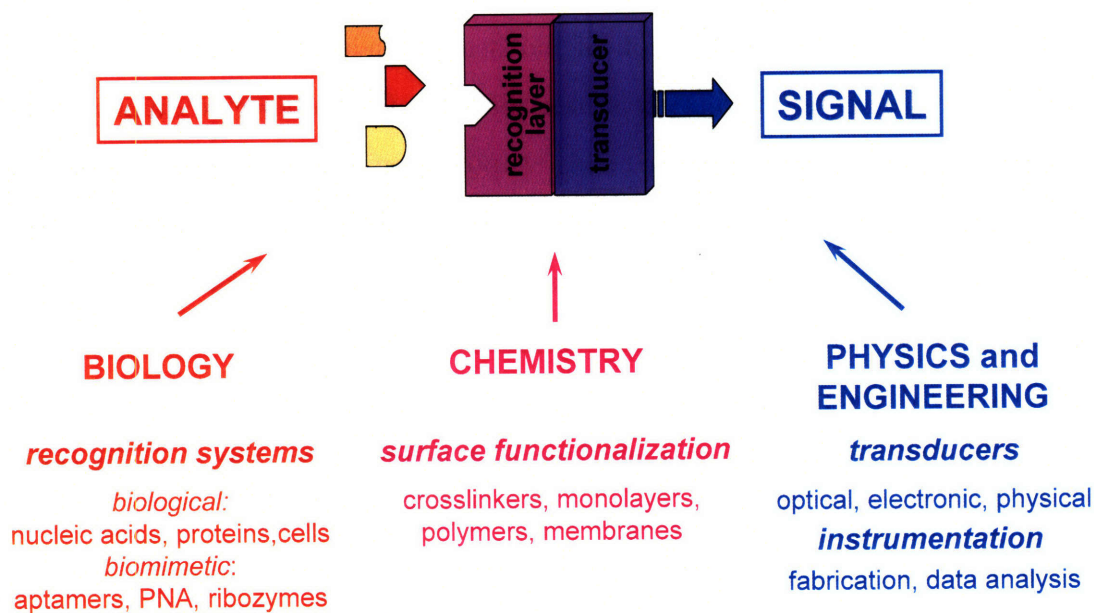 ANALYTE
recognition
layer
transducer
SIGNAL
BIOLOGY
recognition systems
biological:
nucleic acids, proteins,cells
biomimetic:
aptamers, PNA, ribozymes
CHEMISTRY
surface functionalization
crosslinkers, monolayers,
polymers, membranes
PHYSICS and
ENGINEERING
transducers
optical, electronic, physical
instrumentation
fabrication, data analysis